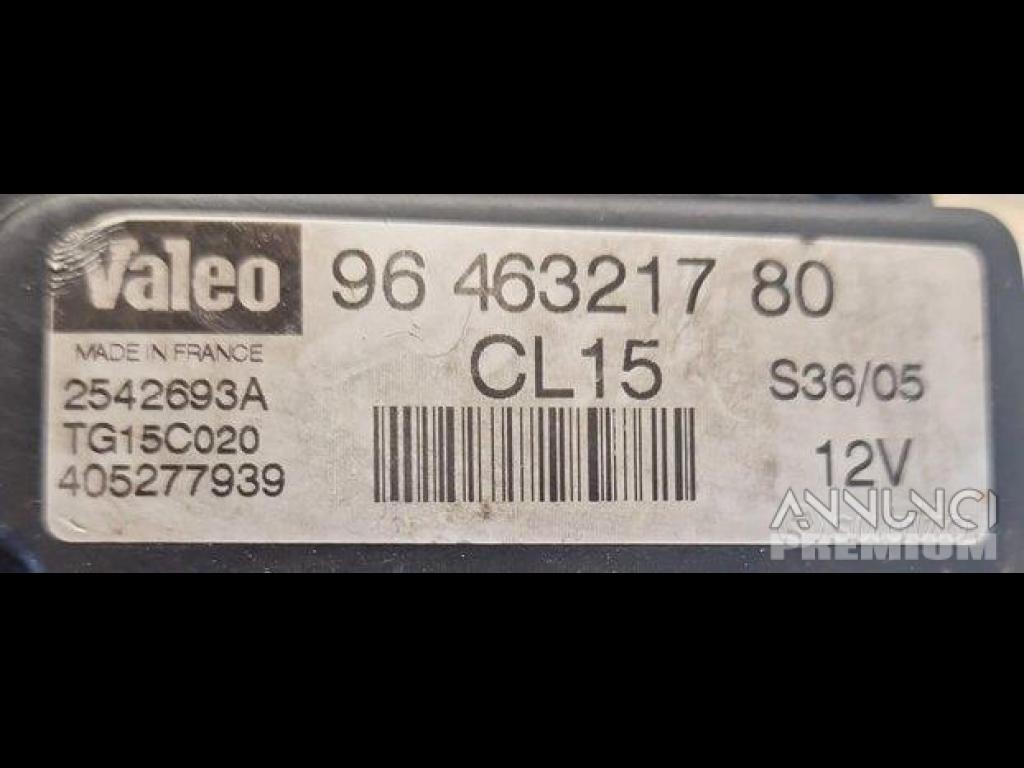 Valeo
96 463217 80
MADE IN FRANCE
CL15
2542693A
S36/05
TG15C020
405277939
12V
ANNUNCI
PREMIUM